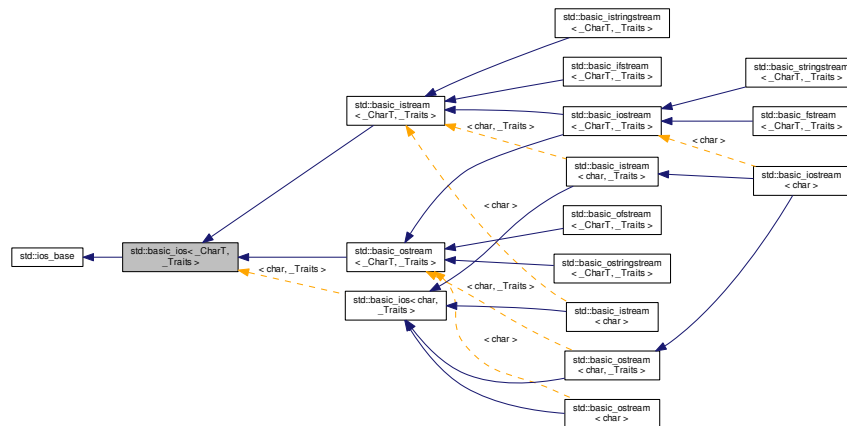 std::basic_istringstream
< _CharT, _Traits >
std::basic_ifstream
< _CharT, _Traits >
std::basic_stringstream
< _CharT, _Traits >
std::basic_istream
< _CharT, _Traits >
std::basic_iostream
< _CharT, _Traits >
std::basic_fstream
< _CharT, _Traits >
< char, _Traits >
< char >
std::basic_istream
< char, _Traits >
std::basic_iostream
< char >
std::basic_ofstream
< _CharT, _Traits >
std::ios_base
std::basic_ios< _CharT,
_Traits >
std::basic_ostream
< _CharT, _Traits >
std::basic_ostringstream
< _CharT, _Traits >
< char, _Traits >
< char, _Traits >
std::basic_ios< char,
_Traits >
std::basic_istream
< char >
< char >
std::basic_ostream
< char, _Traits >
std::basic_ostream
< char >